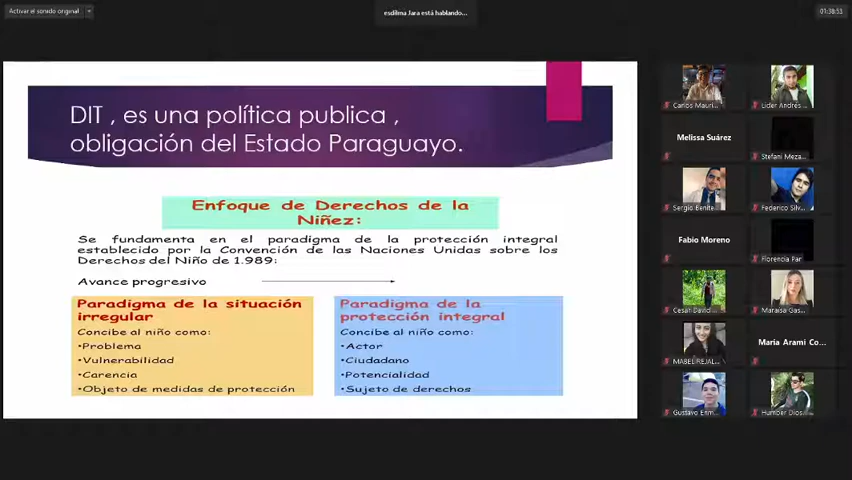 Activar el sonido original
esdilma Jara está hablando...
01:38:53
DIT , es una política publica ,
obligación del Estado Paraguayo.
Enfoque de Derechos de la
Niñez:
Se fundamenta en el paradigma de la protección integral
establecido por la Convención de las Naciones Unidas sobre los
Derechos del Niño de 1.989:
Avance progresivo
Paradigma de la situación
irregular
Concibe al niño como:
•Problema
•Vulnerabilidad
•Carencia
•Objeto de medidas de protección
Paradigma de la
protección integral
Concibe al niño como:
•Actor
•Ciudadano
•Potencialidad
•Sujeto de derechos
Carlos Mauri...
Lider Andrés...
Melissa Suárez
Stefani Meza...
Sergio Benite...
Federico Silv...
Fabio Moreno
Florencia Par
Cesar David...
Maraisa Gas...
MABEL REJAL...
Maria Arami Co...
Gustavo Enm...
Humber Dios...